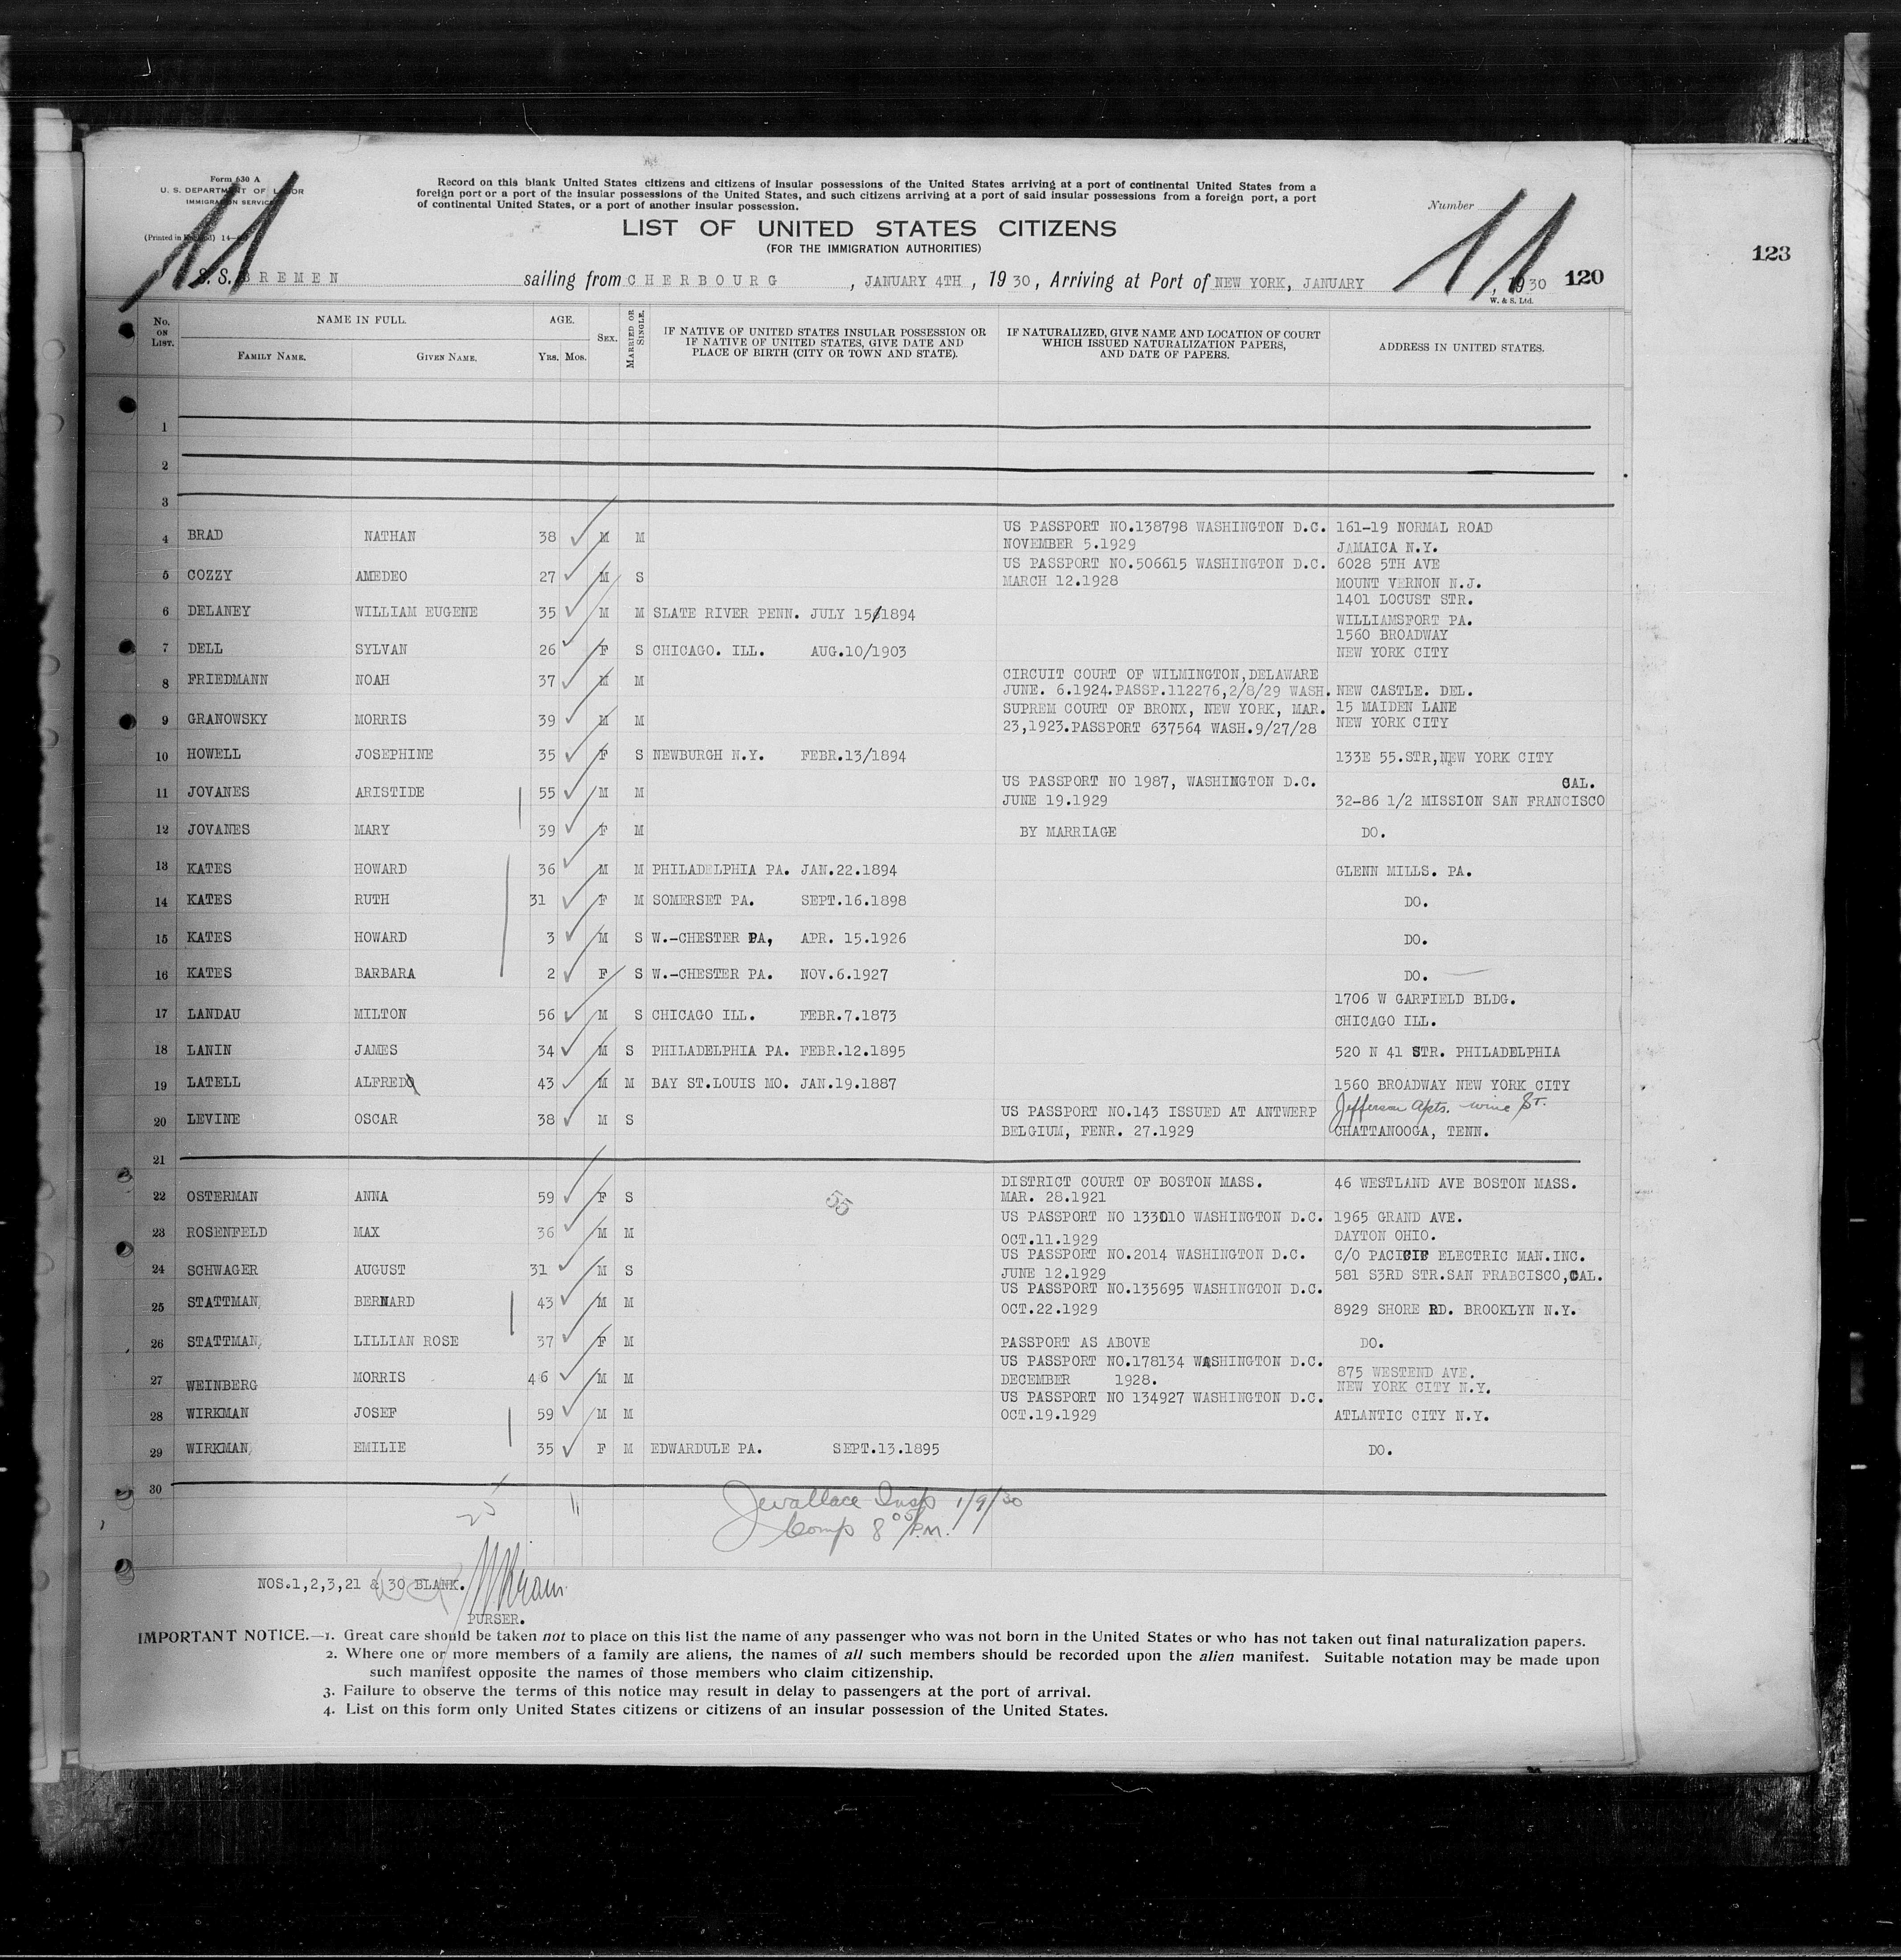 Form 630 A
U. S. DEPARTMENT OF LABOR
IMMIGRATION SERVICE
(Printed in England) 14—
11
Record on this blank United States citizens and citizens of insular possessions of the United States arriving at a port of continental United States from a
foreign port or a port of the insular possessions of the United States, and such citizens arriving at a port of said insular possessions from a foreign port, a port
of continental United States, or a port of another insular possession.
Number
11
LIST OF UNITED STATES CITIZENS
(FOR THE IMMIGRATION AUTHORITIES)
123
S. S. BREMEN sailing from CHERBOURG, JANUARY 4TH, 1930, Arriving at Port of NEW YORK, JANUARY , 1930 120
W. & S. Ltd.
No. ON LIST. NAME IN FULL. AGE. SEX. MARRIED OR SINGLE. IF NATIVE OF UNITED STATES INSULAR POSSESSION OR IF NATIVE OF UNITED STATES, GIVE DATE AND PLACE OF BIRTH (CITY OR TOWN AND STATE). IF NATURALIZED, GIVE NAME AND LOCATION OF COURT WHICH ISSUED NATURALIZATION PAPERS, AND DATE OF PAPERS. ADDRESS IN UNITED STATES.
FAMILY NAME. GIVEN NAME. YRS. MOS.
1
2
3
4 BRAD NATHAN 38 M M US PASSPORT NO.138798 WASHINGTON D.C. 161-19 NORMAL ROAD
NOVEMBER 5.1929 JAMAICA N.Y.
5 COZZY AMEDEO 27 M S US PASSPORT NO.506615 WASHINGTON D.C. 6028 5TH AVE
MARCH 12.1928 MOUNT VERNON N.J.
6 DELANEY WILLIAM EUGENE 35 M M SLATE RIVER PENN. JULY 15/1894 1401 LOCUST STR.
WILLIAMSFORT PA.
7 DELL SYLVAN 26 F S CHICAGO. ILL. AUG.10/1903 1560 BROADWAY
NEW YORK CITY
8 FRIEDMANN NOAH 37 M M CIRCUIT COURT OF WILMINGTON,DELAWARE
JUNE. 6.1924.PASSP.112276,2/8/29 WASH. NEW CASTLE. DEL.
9 GRANOWSKY MORRIS 39 M M SUPREM COURT OF BRONX, NEW YORK, MAR. 15 MAIDEN LANE
23,1923.PASSPORT 637564 WASH.9/27/28 NEW YORK CITY
10 HOWELL JOSEPHINE 35 F S NEWBURGH N.Y. FEBR.13/1894 133E 55.STR,NEW YORK CITY
11 JOVANES ARISTIDE 55 M M US PASSPORT NO 1987, WASHINGTON D.C. CAL.
JUNE 19.1929 32-86 1/2 MISSION SAN FRANCISCO
12 JOVANES MARY 39 F M BY MARRIAGE DO.
13 KATES HOWARD 36 M M PHILADELPHIA PA. JAN.22.1894 GLENN MILLS. PA.
14 KATES RUTH 31 F M SOMERSET PA. SEPT.16.1898 DO.
15 KATES HOWARD 3 M S W.-CHESTER PA, APR. 15.1926 DO.
16 KATES BARBARA 2 F S W.-CHESTER PA. NOV.6.1927 DO.
17 LANDAU MILTON 56 M S CHICAGO ILL. FEBR.7.1873 1706 W GARFIELD BLDG.
CHICAGO ILL.
18 LANIN JAMES 34 M S PHILADELPHIA PA. FEBR.12.1895 520 N 41 STR. PHILADELPHIA
19 LATELL ALFRED 43 M M BAY ST.LOUIS MO. JAN.19.1887 1560 BROADWAY NEW YORK CITY
20 LEVINE OSCAR 38 M S US PASSPORT NO.143 ISSUED AT ANTWERP Jefferson Apts. wine St.
BELGIUM, FENR. 27.1929 CHATTANOOGA, TENN.
21
22 OSTERMAN ANNA 59 F S 55 DISTRICT COURT OF BOSTON MASS. 46 WESTLAND AVE BOSTON MASS.
MAR. 28.1921
23 ROSENFELD MAX 36 M M US PASSPORT NO 133D10 WASHINGTON D.C. 1965 GRAND AVE.
OCT.11.1929 DAYTON OHIO.
24 SCHWAGER AUGUST 31 M S US PASSPORT NO.2014 WASHINGTON D.C. C/O PACIFIC ELECTRIC MAN.INC.
JUNE 12.1929 581 S3RD STR.SAN FRABCISCO,CAL.
25 STATTMAN BERNARD 43 M M US PASSPORT NO.135695 WASHINGTON D.C.
OCT.22.1929 8929 SHORE RD. BROOKLYN N.Y.
26 STATTMAN LILLIAN ROSE 37 F M PASSPORT AS ABOVE DO.
27 WEINBERG MORRIS 46 M M US PASSPORT NO.178134 WASHINGTON D.C. 875 WESTEND AVE.
DECEMBER 1928. NEW YORK CITY N.Y.
28 WIRKMAN JOSEF 59 M M US PASSPORT NO 134927 WASHINGTON D.C.
OCT.19.1929 ATLANTIC CITY N.Y.
29 WIRKMAN EMILIE 35 F M EDWARDULE PA. SEPT.13.1895 DO.
30
25 11 Jewallace Insp 1/9/30
Comp 8 00 P.M.
NOS.1,2,3,21 & 30 BLANK.
PURSER.
IMPORTANT NOTICE.—1. Great care should be taken not to place on this list the name of any passenger who was not born in the United States or who has not taken out final naturalization papers.
2. Where one or more members of a family are aliens, the names of all such members should be recorded upon the alien manifest. Suitable notation may be made upon
such manifest opposite the names of those members who claim citizenship.
3. Failure to observe the terms of this notice may result in delay to passengers at the port of arrival.
4. List on this form only United States citizens or citizens of an insular possession of the United States.